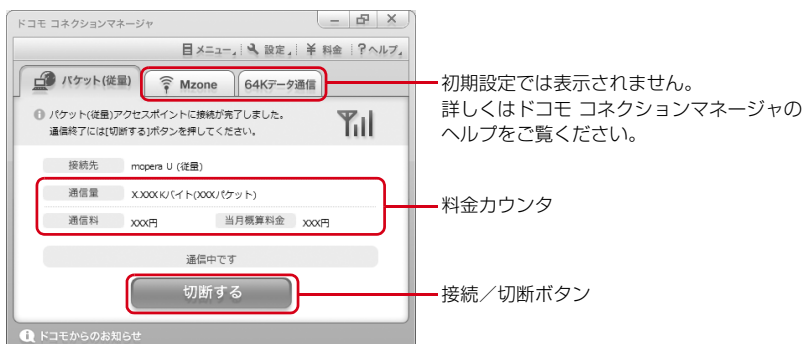 ドコモ コネクションマネージャ
メニュー 設定 ¥ 料金 ?ヘルプ
パケット(従量) Mzone 64Kデータ通信
初期設定では表示されません。
詳しくはドコモ コネクションマネージャの
ヘルプをご覧ください。
パケット(従量)アクセスポイントに接続が完了しました。
通信終了には[切断する]ボタンを押してください。
接続先 mopera U (従量)
通信量 X.XXX Kバイト(XXXパケット)
通信料 XXX円 当月概算料金 XXX円
料金カウンタ
通信中です
切断する
接続/切断ボタン
ドコモからのお知らせ